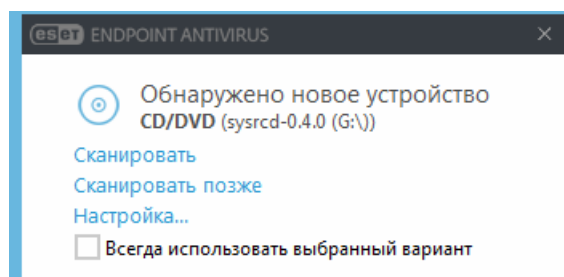 eset ENDPOINT ANTIVIRUS
Обнаружено новое устройство
CD/DVD (sysrcd-0.4.0 (G:\))
Сканировать
Сканировать позже
Настройка...
Всегда использовать выбранный вариант